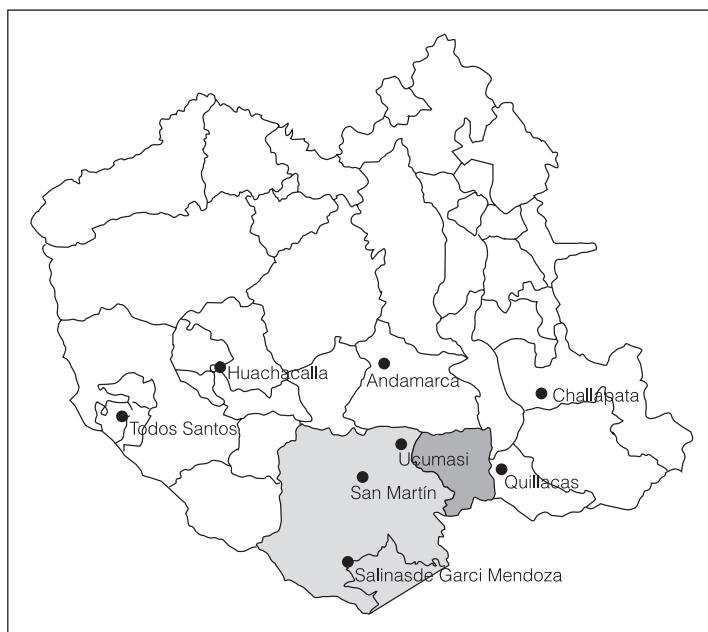 Andamarca
Huachacalla
Challapata
Todos Santos
Ucumasi
Quillacas
San Martín
Salinasde Garci Mendoza